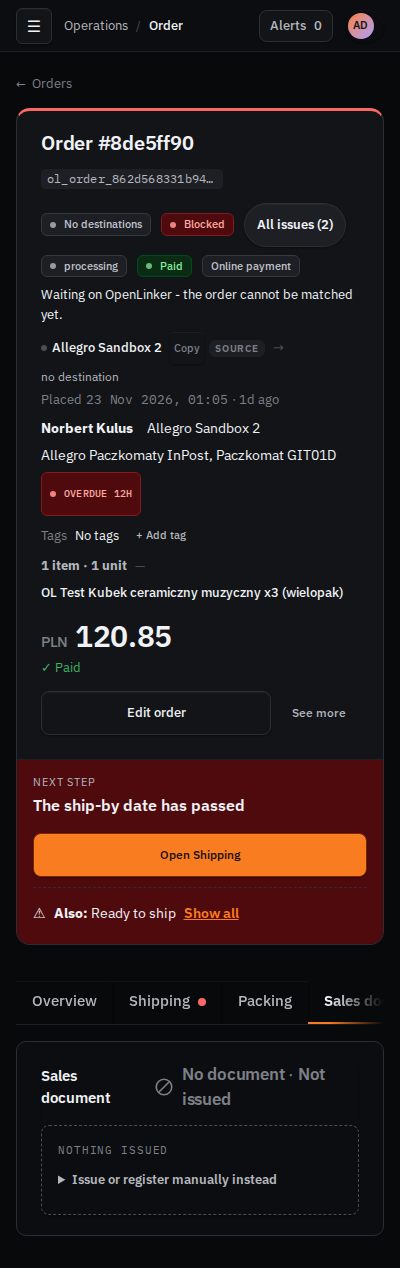 ☰ Operations / Order Alerts 0 AD
← Orders
Order #8de5ff90
ol_order_862d568331b94…
No destinations Blocked All issues (2)
processing Paid Online payment
Waiting on OpenLinker - the order cannot be matched
yet.
Allegro Sandbox 2 Copy SOURCE →
no destination
Placed 23 Nov 2026, 01:05 · 1d ago
Norbert Kulus Allegro Sandbox 2
Allegro Paczkomaty InPost, Paczkomat GIT01D
OVERDUE 12H
Tags No tags + Add tag
1 item · 1 unit —
OL Test Kubek ceramiczny muzyczny x3 (wielopak)
PLN 120.85
✓ Paid
Edit order See more
NEXT STEP
The ship-by date has passed
Open Shipping
⚠ Also: Ready to ship Show all
Overview Shipping Packing Sales do
Sales
document
No document · Not
issued
NOTHING ISSUED
▶ Issue or register manually instead